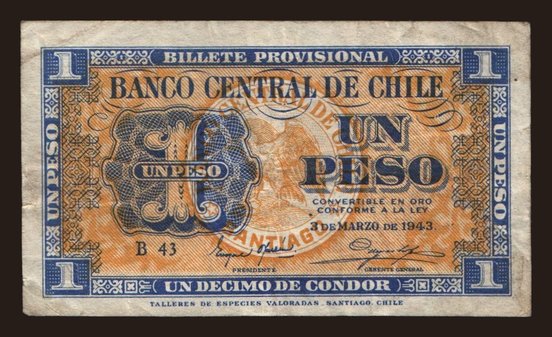 1 BILLETE PROVISIONAL 1
BANCO CENTRAL DE CHILE
UN PESO
UN PESO
1
UN PESO
UN
PESO
CONVERTIBLE EN ORO
CONFORME A LA LEY
3 DE MARZO DE 1943.
SANTIAGO
B 43
PRESIDENTE
GERENTE GENERAL
1 UN DECIMO DE CONDOR 1
TALLERES DE ESPECIES VALORADAS. SANTIAGO. CHILE